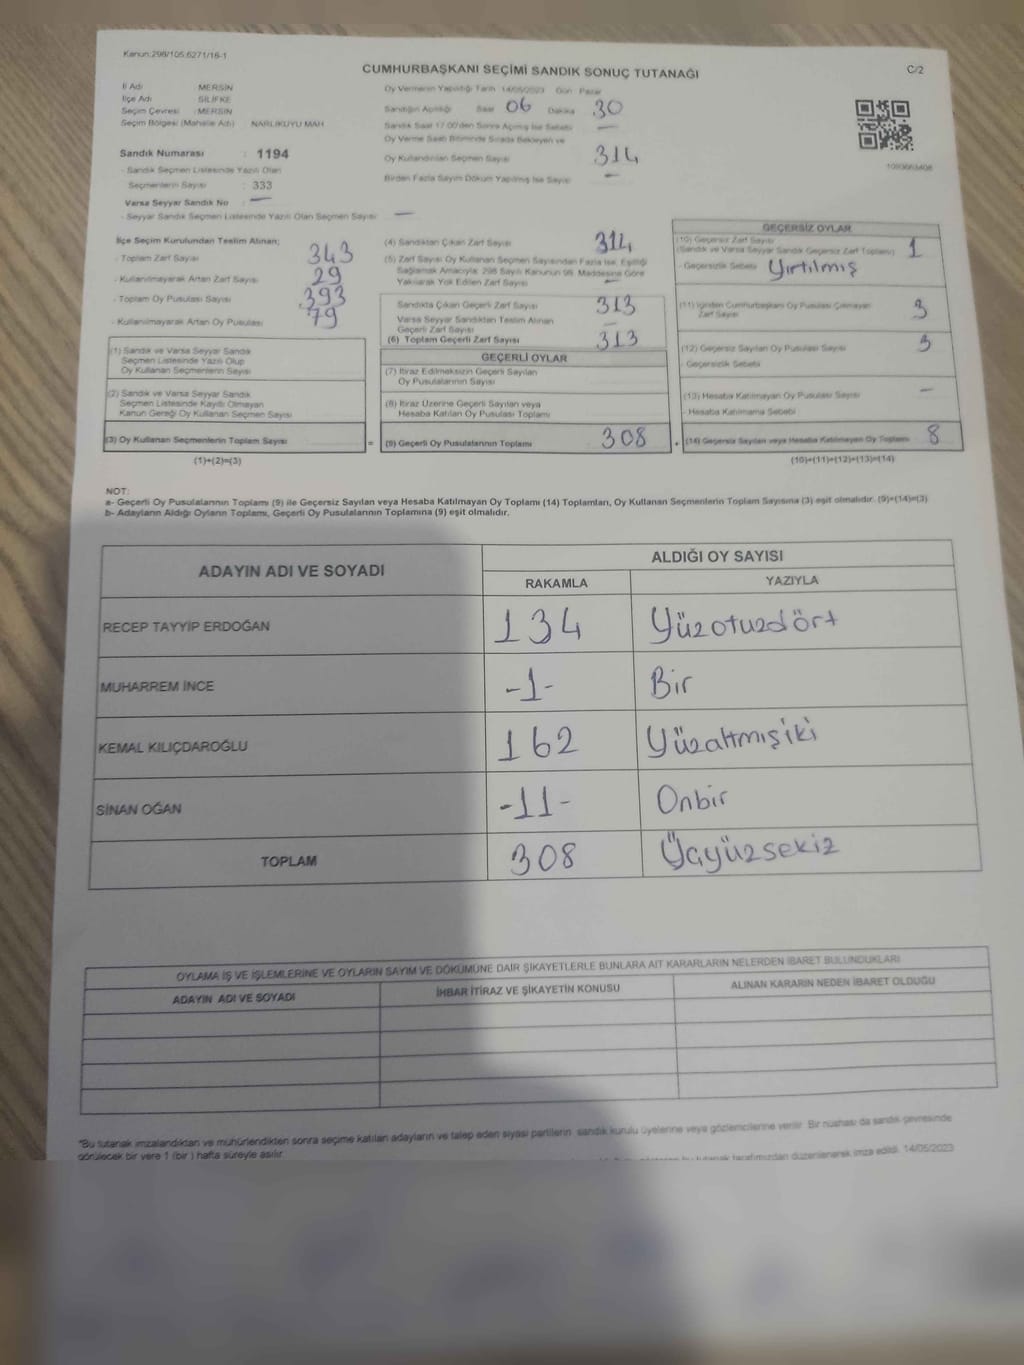 Kanun:298/105;6271/16-1
CUMHURBAŞKANI SEÇİMİ SANDIK SONUÇ TUTANAĞI
C/2
İl Adı MERSİN
İlçe Adı SİLİFKE
Seçim Çevresi : MERSİN
Seçim Bölgesi (Mahalle Adı) NARLIKUYU MAH
Sandık Numarası : 1194
- Sandık Seçmen Listesinde Yazılı Olan
Seçmenlerin Sayısı : 333
Varsa Seyyar Sandık No : —
- Seyyar Sandık Seçmen Listesinde Yazılı Olan Seçmen Sayısı: —
Oy Vermenin Yapıldığı Tarih 14/05/2023 Gün Pazar
Sandığın Açıldığı Saat 06 Dakika 30
Sandık Saat 17:00'den Sonra Açılmış İse Sebebi —
Oy Verme Saati Bitiminde Sırada Bekleyen ve
Oy Kullandırılan Seçmen Sayısı 314
Birden Fazla Sayım Döküm Yapılmış İse Sayısı —
1093663408
İlçe Seçim Kurulundan Teslim Alınan;
- Toplam Zarf Sayısı 343
- Kullanılmayarak Artan Zarf Sayısı 29
- Toplam Oy Pusulası Sayısı 393
- Kullanılmayarak Artan Oy Pusulası 79
(1) Sandık ve Varsa Seyyar Sandık
Seçmen Listesinde Yazılı Olup
Oy Kullanan Seçmenlerin Sayısı
(2) Sandık ve Varsa Seyyar Sandık
Seçmen Listesinde Kayıtlı Olmayan
Kanun Gereği Oy Kullanan Seçmen Sayısı
(3) Oy Kullanan Seçmenlerin Toplam Sayısı =
(1)+(2)=(3)
(4) Sandıktan Çıkan Zarf Sayısı 314
(5) Zarf Sayısı Oy Kullanan Seçmen Sayısından Fazla İse, Eşitliği
Sağlamak Amacıyla; 298 Sayılı Kanunun 98. Maddesine Göre
Yakılarak Yok Edilen Zarf Sayısı —
Sandıkta Çıkan Geçerli Zarf Sayısı 313
Varsa Seyyar Sandıktan Teslim Alınan
Geçerli Zarf Sayısı —
(6) Toplam Geçerli Zarf Sayısı 313
GEÇERLİ OYLAR
(7) İtiraz Edilmeksizin Geçerli Sayılan
Oy Pusulalarının Sayısı
(8) İtiraz Üzerine Geçerli Sayılan veya
Hesaba Katılan Oy Pusulası Toplamı
(9) Geçerli Oy Pusulalarının Toplamı 308 +
GEÇERSİZ OYLAR
(10) Geçersiz Zarf Sayısı 1
(Sandık ve Varsa Seyyar Sandık Geçersiz Zarf Toplamı)
- Geçersizlik Sebebi Yırtılmış
(11) İçinden Cumhurbaşkanı Oy Pusulası Çıkmayan
Zarf Sayısı 3
(12) Geçersiz Sayılan Oy Pusulası Sayısı 5
- Geçersizlik Sebebi
(13) Hesaba Katılmayan Oy Pusulası Sayısı —
- Hesaba Katılmama Sebebi
(14) Geçersiz Sayılan veya Hesaba Katılmayan Oy Toplamı 8
(10)+(11)+(12)+(13)=(14)
NOT:
a- Geçerli Oy Pusulalarının Toplamı (9) ile Geçersiz Sayılan veya Hesaba Katılmayan Oy Toplamı (14) Toplamları, Oy Kullanan Seçmenlerin Toplam Sayısına (3) eşit olmalıdır. (9)+(14)=(3)
b- Adayların Aldığı Oyların Toplamı, Geçerli Oy Pusulalarının Toplamına (9) eşit olmalıdır.
ADAYIN ADI VE SOYADI
ALDIĞI OY SAYISI
RAKAMLA YAZIYLA
RECEP TAYYİP ERDOĞAN 134 Yüzotuzdört
MUHARREM İNCE -1- Bir
KEMAL KILIÇDAROĞLU 162 Yüzaltmışiki
SİNAN OĞAN -11- Onbir
TOPLAM 308 Üçyüzsekiz
OYLAMA İŞ VE İŞLEMLERİNE VE OYLARIN SAYIM VE DÖKÜMÜNE DAİR ŞİKAYETLERLE BUNLARA AİT KARARLARIN NELERDEN İBARET BULUNDUKLARI
ADAYIN ADI VE SOYADI İHBAR İTİRAZ VE ŞİKAYETİN KONUSU ALINAN KARARIN NEDEN İBARET OLDUĞU
"Bu tutanak imzalandıktan ve mühürlendikten sonra seçime katılan adayların ve talep eden siyasi partilerin sandık kurulu üyelerine veya gözlemcilerine verilir. Bir nüshası da sandık çevresinde
görülecek bir yere 1 (bir ) hafta süreyle asılır.
bu tutanak tarafımızdan düzenlenerek imza edildi. 14/05/2023